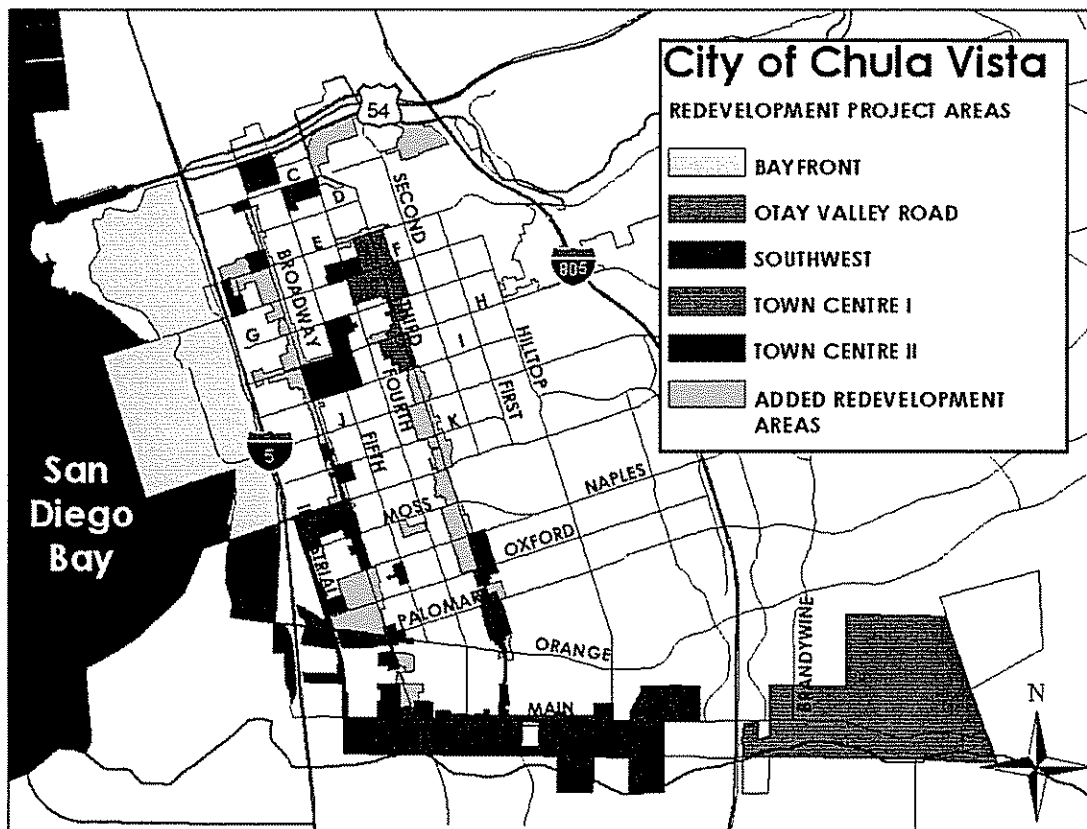 City of Chula Vista
REDEVELOPMENT PROJECT AREAS
BAYFRONT
OTAY VALLEY ROAD
SOUTHWEST
TOWN CENTRE I
TOWN CENTRE II
ADDED REDEVELOPMENT
AREAS
54
C
D
SECOND
E
F
BROADWAY
805
THIRD
H
G
I
HILLTOP
FIRST
FOURTH
J
K
FIFTH
5
San
Diego
Bay
NAPLES
MOSS
OXFORD
PALOMAR
ORANGE
BRANDYWINE
MAIN
N